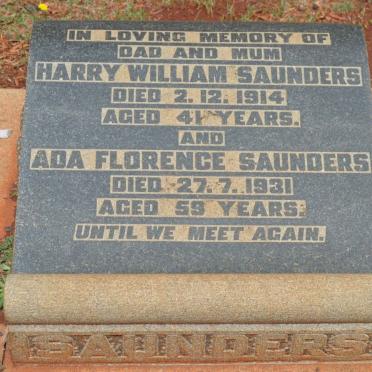 IN LOVING MEMORY OF
DAD AND MUM
HARRY WILLIAM SAUNDERS
DIED 2.12.1914
AGED 41 YEARS.
AND
ADA FLORENCE SAUNDERS
DIED 27.7.1931
AGED 59 YEARS.
UNTIL WE MEET AGAIN.
SAUNDERS